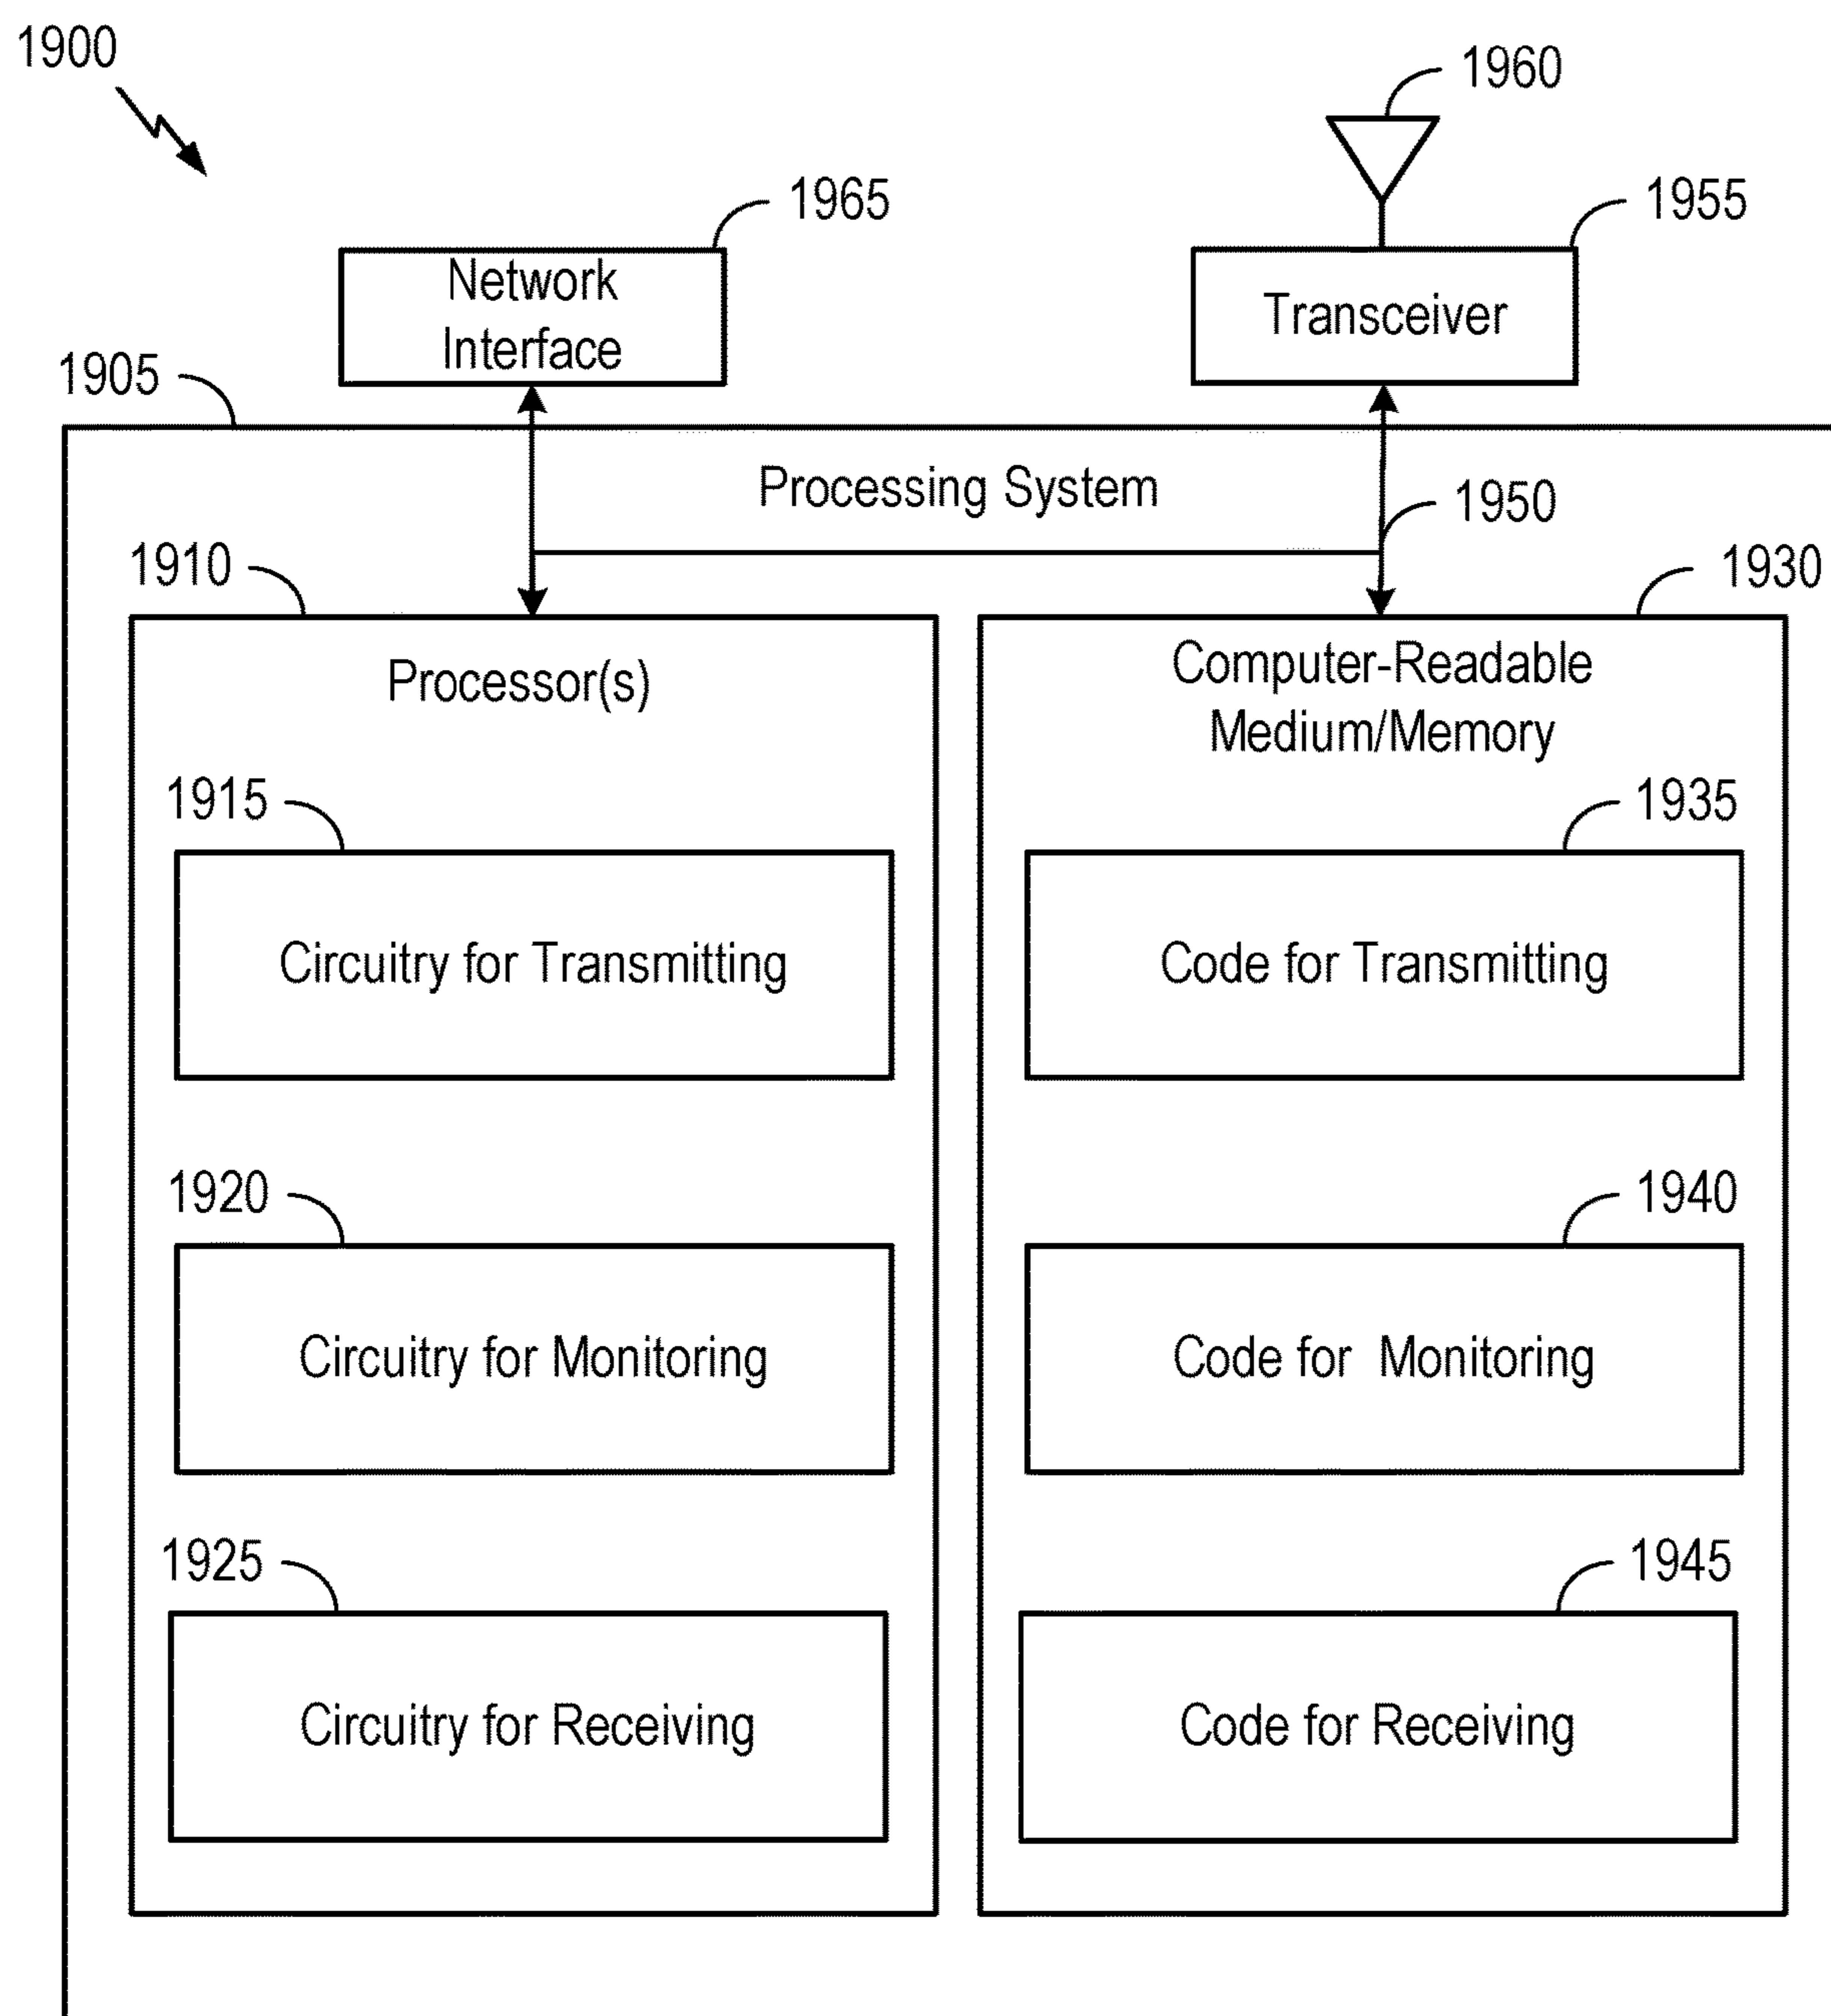 1900
1960
1965
1955
Network
Interface
Transceiver
1905
Processing System
1950
1910
1930
Processor(s)
Computer-Readable
Medium/Memory
1915
1935
Circuitry for Transmitting
Code for Transmitting
1920
1940
Circuitry for Monitoring
Code for Monitoring
1925
1945
Circuitry for Receiving
Code for Receiving